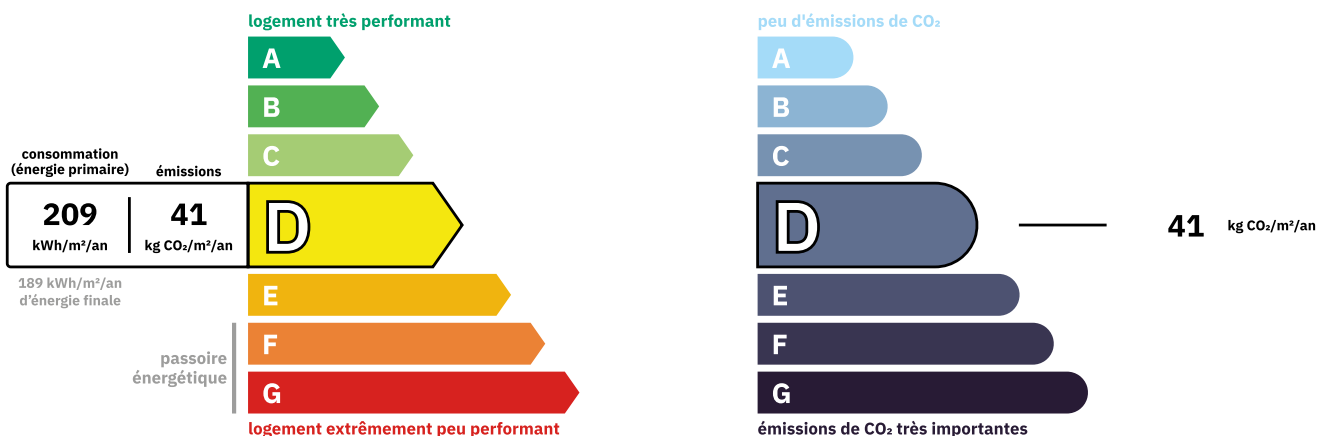 logement très performant
A
B
C
consommation
(énergie primaire)
émissions
209
kWh/m²/an
41
kg CO₂/m²/an
D
189 kWh/m²/an
d'énergie finale
E
passoire
énergétique
F
G
logement extrêmement peu performant
peu d'émissions de CO₂
A
B
C
D
41 kg CO₂/m²/an
E
F
G
émissions de CO₂ très importantes